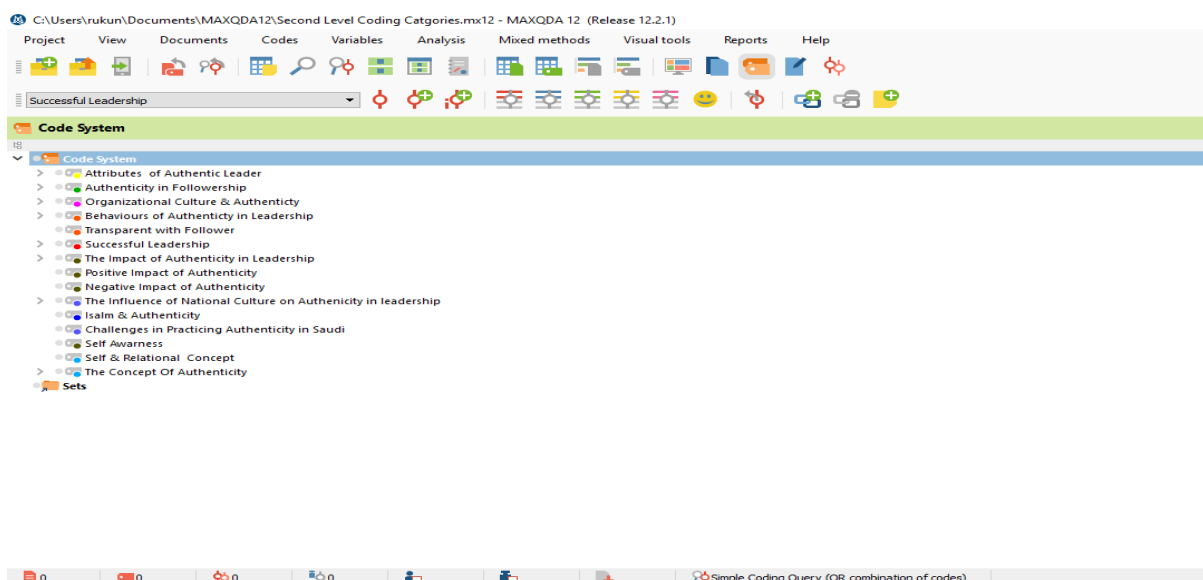 C:\Users\rukun\Documents\MAXQDA12\Second Level Coding Catgories.mx12 - MAXQDA 12 (Release 12.2.1)
Project View Documents Codes Variables Analysis Mixed methods Visual tools Reports Help
Successful Leadership
Code System
Code System
Attributes of Authentic Leader
Authenticity in Followership
Organizational Culture & Authenticty
Behaviours of Authenticty in Leadership
Transparent with Follower
Successful Leadership
The Impact of Authenticity in Leadership
Positive Impact of Authenticity
Negative Impact of Authenticity
The Influence of National Culture on Authenicity in leadership
Isalm & Authenticity
Challenges in Practicing Authenticity in Saudi
Self Awarness
Self & Relational Concept
The Concept Of Authenticity
Sets
0 0 0 0 Simple Coding Query (OR combination of codes)